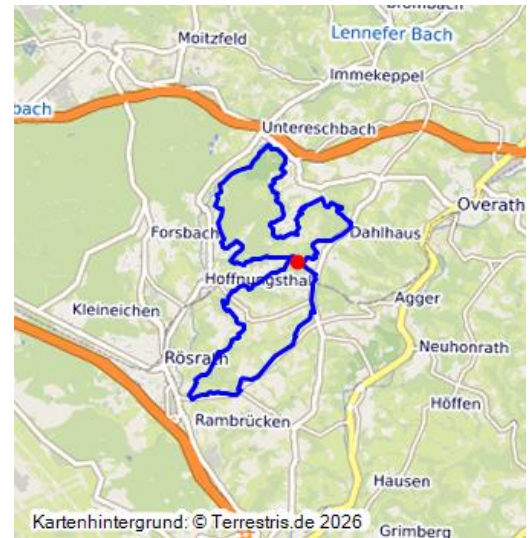 Brombach
Moitzfeld
Lennefer Bach
Immekeppel
bach
Untereschbach
Overath
Forsbach
Dahlhaus
Hoffnungsthal
Agger
Kleineichen
Neuhonrath
Rösrath
Höffen
Rambrücken
Hausen
Kartenhintergrund: © Terrestris.de 2026
Grimberg